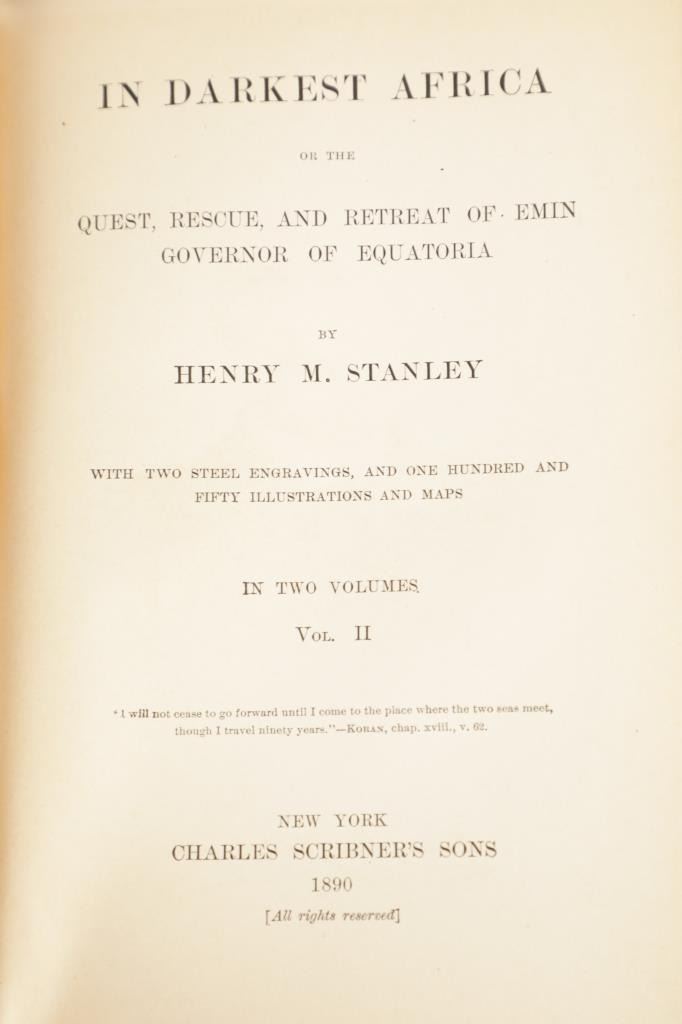 IN DARKEST AFRICA
OR THE
QUEST, RESCUE, AND RETREAT OF EMIN
GOVERNOR OF EQUATORIA
BY
HENRY M. STANLEY
WITH TWO STEEL ENGRAVINGS, AND ONE HUNDRED AND
FIFTY ILLUSTRATIONS AND MAPS
IN TWO VOLUMES.
VOL. II
"I will not cease to go forward until I come to the place where the two seas meet,
though I travel ninety years."—KORAN, chap. xviii., v. 62.
NEW YORK
CHARLES SCRIBNER'S SONS
1890
[All rights reserved]